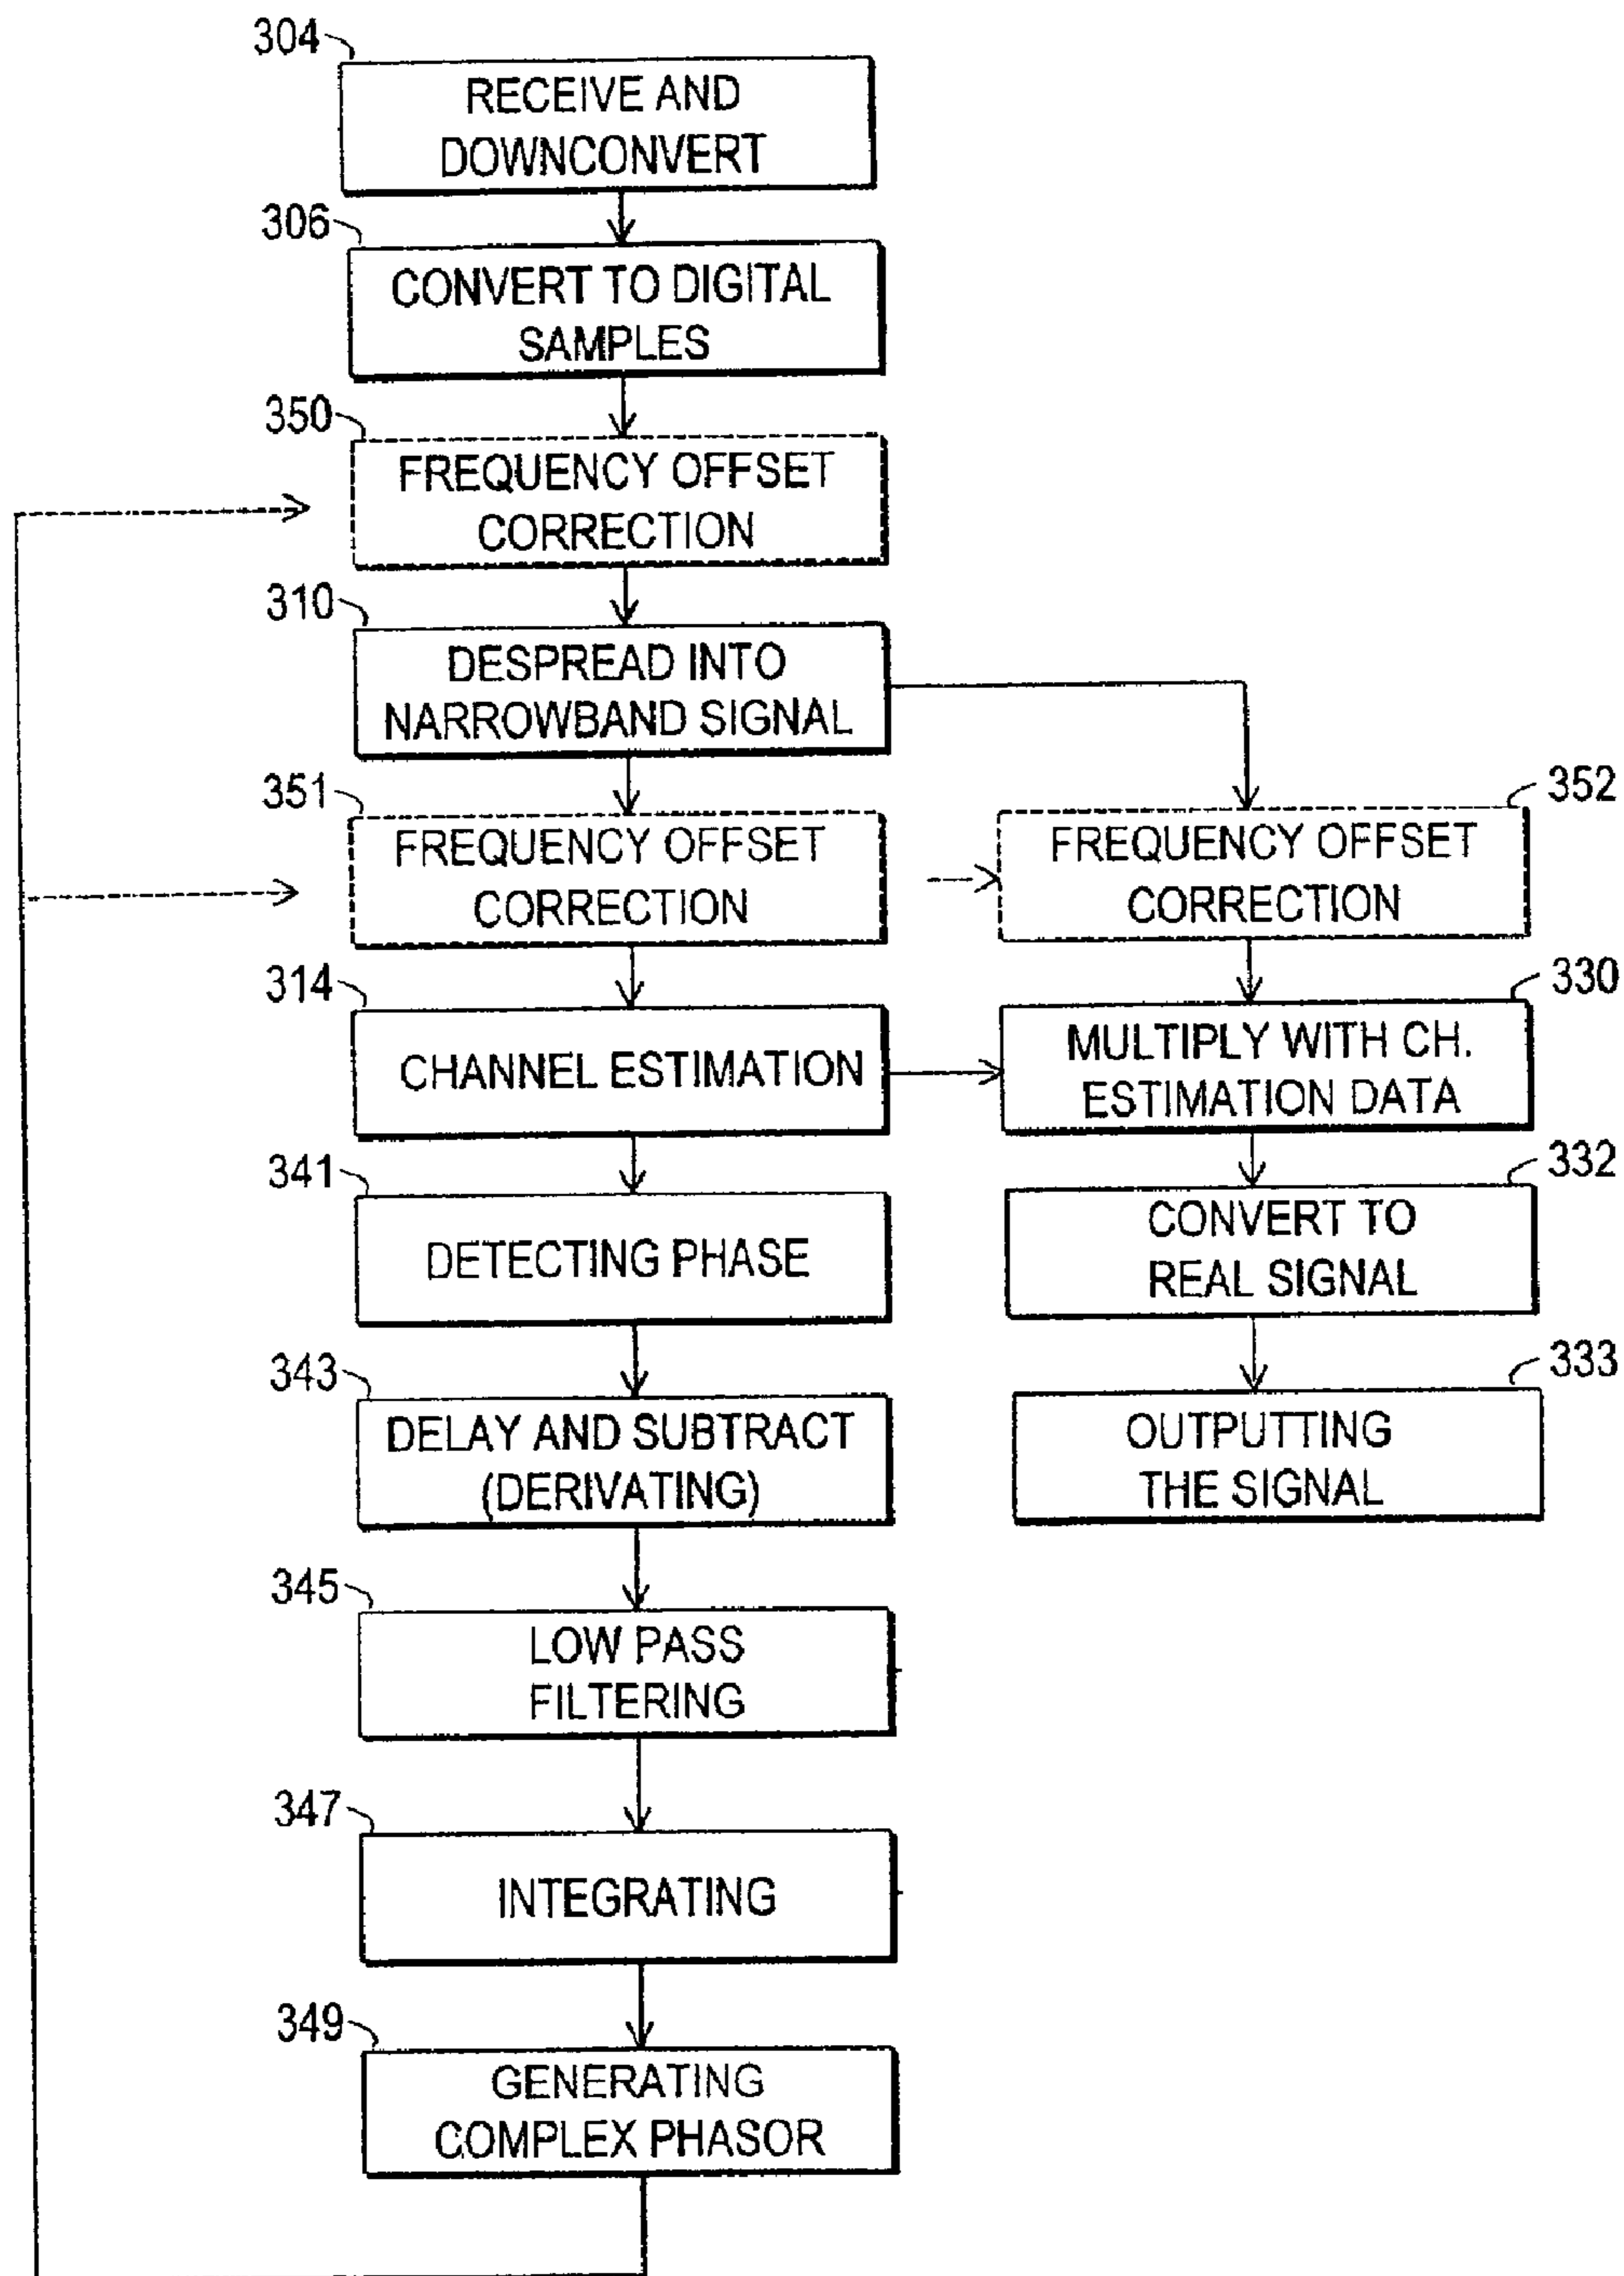 304
RECEIVE AND
DOWNCONVERT
306
CONVERT TO DIGITAL
SAMPLES
350
FREQUENCY OFFSET
CORRECTION
310
DESPREAD INTO
NARROWBAND SIGNAL
351
FREQUENCY OFFSET
CORRECTION
352
FREQUENCY OFFSET
CORRECTION
314
CHANNEL ESTIMATION
330
MULTIPLY WITH CH.
ESTIMATION DATA
341
DETECTING PHASE
332
CONVERT TO
REAL SIGNAL
343
DELAY AND SUBTRACT
(DERIVATING)
333
OUTPUTTING
THE SIGNAL
345
LOW PASS
FILTERING
347
INTEGRATING
349
GENERATING
COMPLEX PHASOR